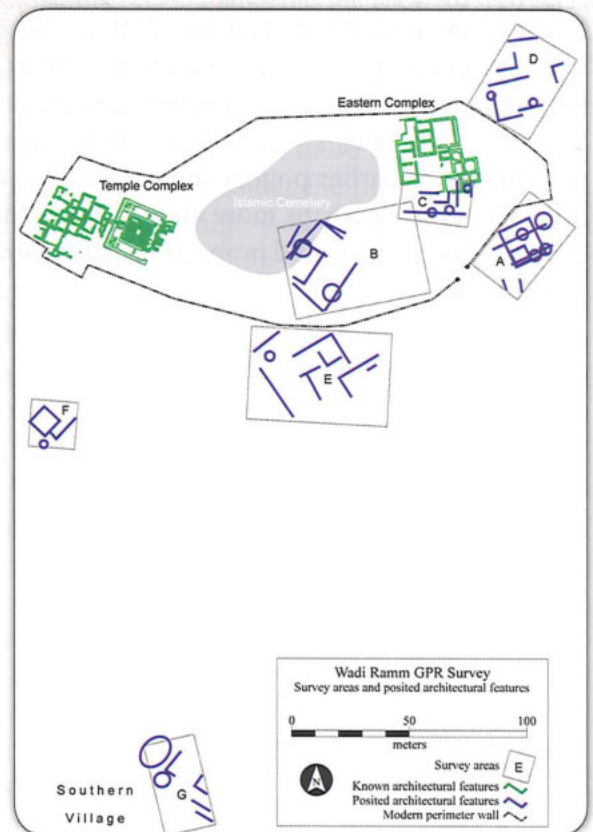 D
Eastern Complex
Temple Complex
Islamic Cemetery
C
B
A
E
F
Wadi Ramm GPR Survey
Survey areas and posited architectural features
0 50 100
meters
Survey areas E
N
Known architectural features
Posited architectural features
Modern perimeter wall
Southern
Village
G